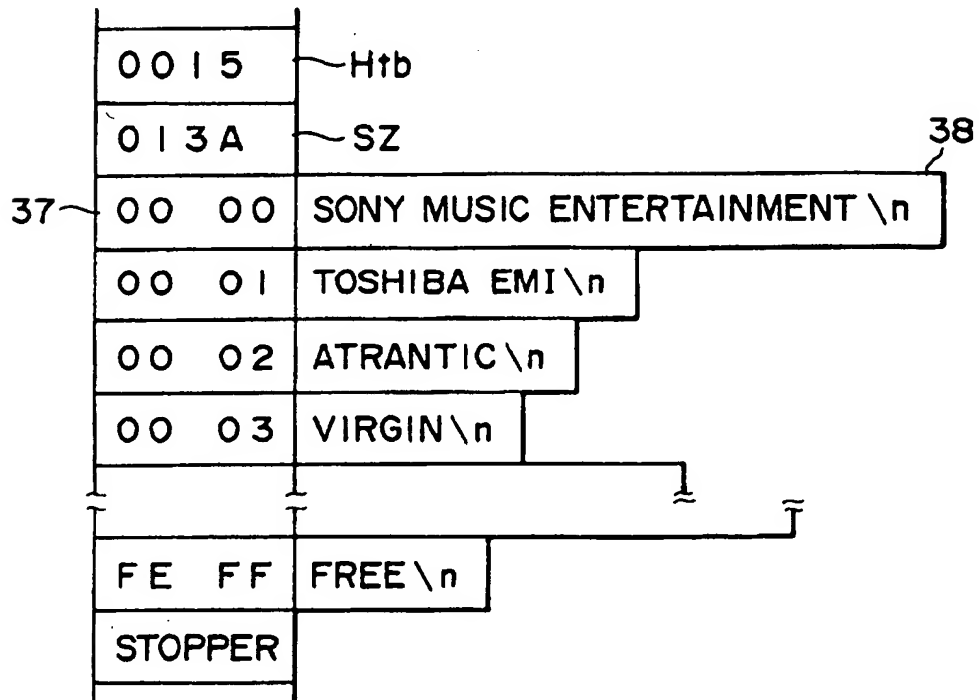 0015 Htb
013A SZ
38
37 00 00 SONY MUSIC ENTERTAINMENT \n
00 01 TOSHIBA EMI \n
00 02 ATRANTIC \n
00 03 VIRGIN \n
FE FF FREE \n
STOPPER